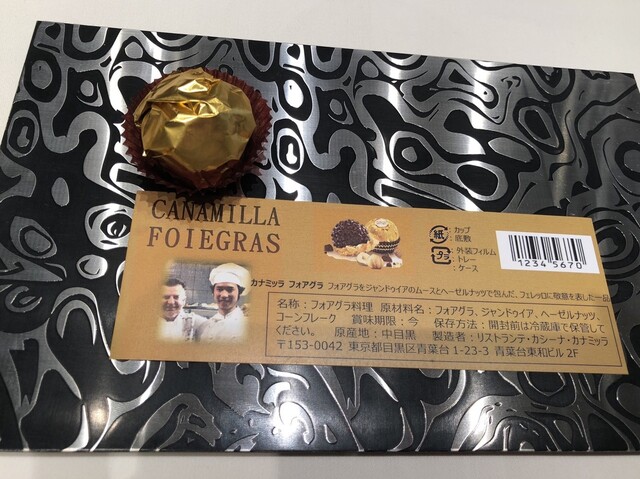 CANAMILLA
FOIEGRAS
紙
:カップ
:底敷
プラ
:外装フィルム
:トレー
:ケース
1234 5670
カナミッラ フォアグラ フォアグラをジャンドゥイアのムースとヘーゼルナッツで包んだ、フェレッロに敬意を表した一品
名称：フォアグラ料理 原材料名：フォアグラ、ジャンドゥイア、ヘーゼルナッツ、
コーンフレーク 賞味期限：今 保存方法：開封前は冷蔵庫で保管して
ください。 原産地：中目黒 製造者：リストランテ・カシーナ・カナミッラ
〒153-0042 東京都目黒区青葉台 1-23-3 青葉台東和ビル 2F